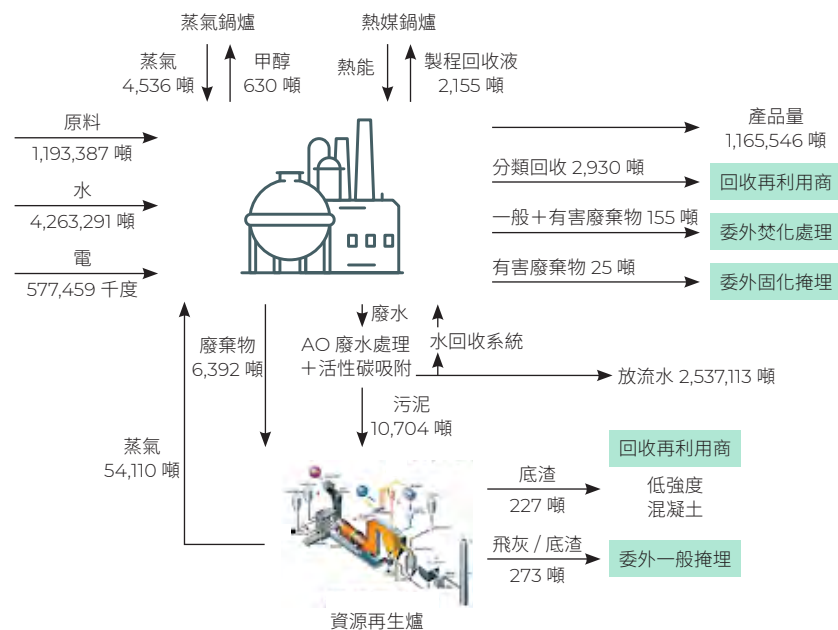 蒸氣鍋爐
熱媒鍋爐
蒸氣
4,536 噸
甲醇
630 噸
熱能
製程回收液
2,155 噸
原料
1,193,387 噸
水
4,263,291 噸
電
577,459 千度
產品量
1,165,546 噸
分類回收 2,930 噸
回收再利用商
一般＋有害廢棄物 155 噸
委外焚化處理
有害廢棄物 25 噸
委外固化掩埋
廢棄物
6,392 噸
廢水
AO 廢水處理
＋活性碳吸附
水回收系統
放流水 2,537,113 噸
污泥
10,704 噸
蒸氣
54,110 噸
底渣
227 噸
回收再利用商
低強度
混凝土
飛灰 / 底渣
273 噸
委外一般掩埋
資源再生爐